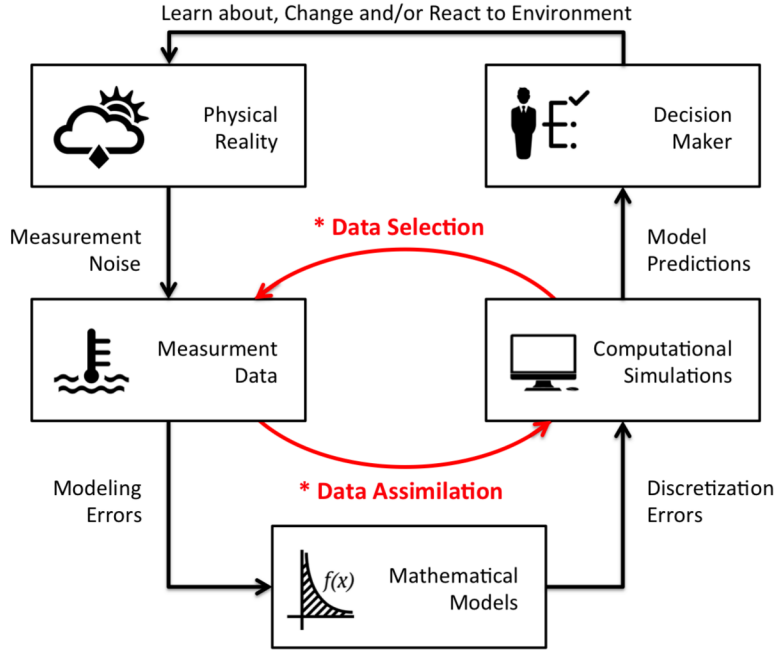 Learn about, Change and/or React to Environment
Physical
Reality
Decision
Maker
Measurement
Noise
* Data Selection
Model
Predictions
Measurment
Data
Computational
Simulations
Modeling
Errors
* Data Assimilation
Discretization
Errors
f(x)
Mathematical
Models